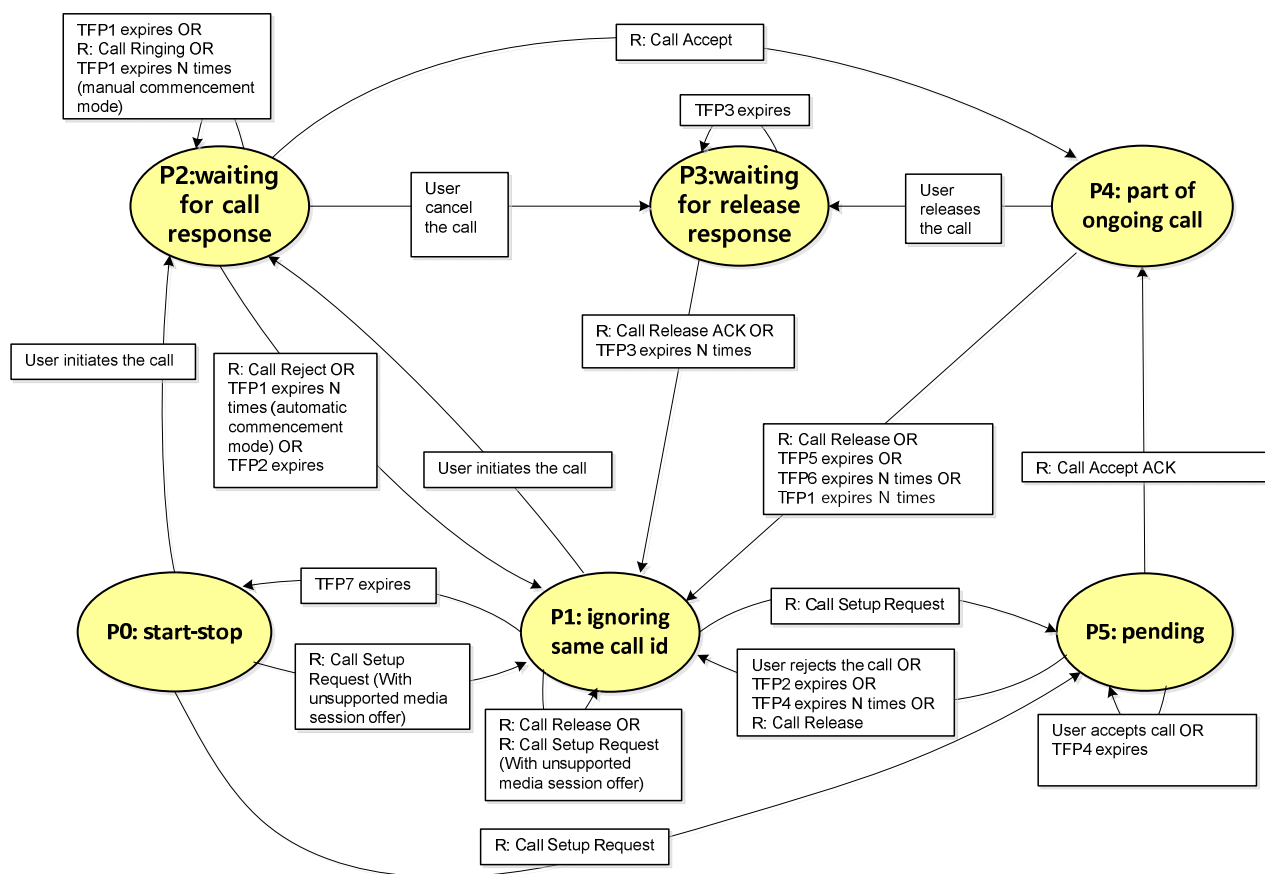 TFP1 expires OR
R: Call Ringing OR
TFP1 expires N times
(manual commencement
mode)
R: Call Accept
TFP3 expires
P2:waiting
for call
response
User
cancel
the call
P3:waiting
for release
response
User
releases
the call
P4: part of
ongoing call
User initiates the call
R: Call Reject OR
TFP1 expires N
times (automatic
commencement
mode) OR
TFP2 expires
R: Call Release ACK OR
TFP3 expires N times
User initiates the call
R: Call Release OR
TFP5 expires OR
TFP6 expires N times OR
TFP1 expires N times
R: Call Accept ACK
P0: start-stop
TFP7 expires
R: Call Setup
Request (With
unsupported media
session offer)
P1: ignoring
same call id
R: Call Setup Request
P5: pending
User rejects the call OR
TFP2 expires OR
TFP4 expires N times OR
R: Call Release
R: Call Release OR
R: Call Setup Request
(With unsupported
media session offer)
User accepts call OR
TFP4 expires
R: Call Setup Request